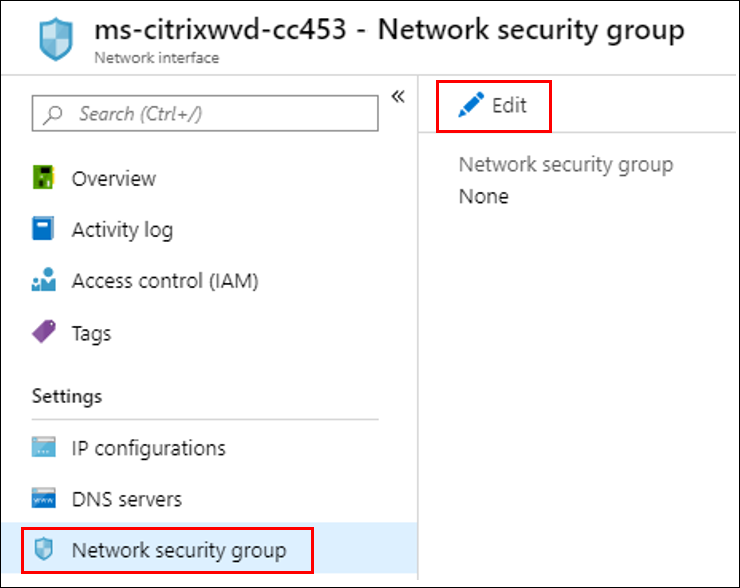 ms-citrixwvd-cc453 - Network security group
Network interface
Search (Ctrl+/)
«
Edit
Overview
Activity log
Access control (IAM)
Tags
Settings
IP configurations
DNS servers
Network security group
Network security group
None